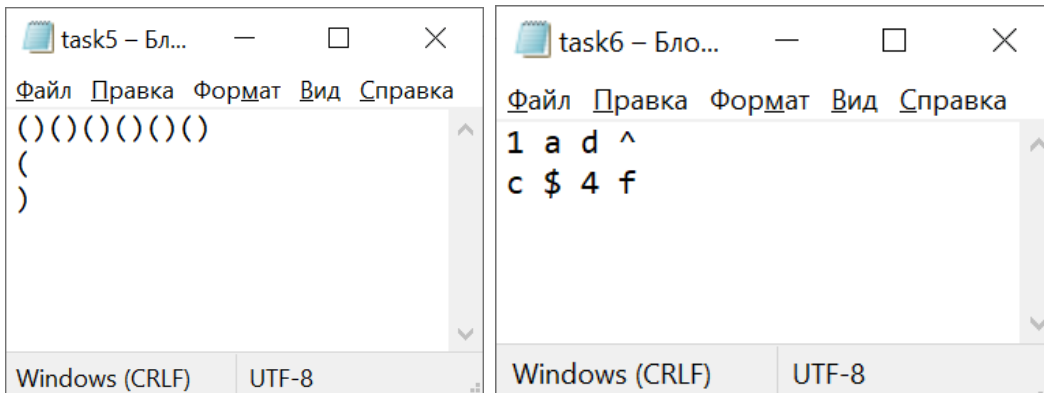 task5 – Бл...
Файл Правка Формат Вид Справка
()()()()()()
(
)
Windows (CRLF) UTF-8
task6 – Бло...
Файл Правка Формат Вид Справка
1 a d ^
c $ 4 f
Windows (CRLF) UTF-8